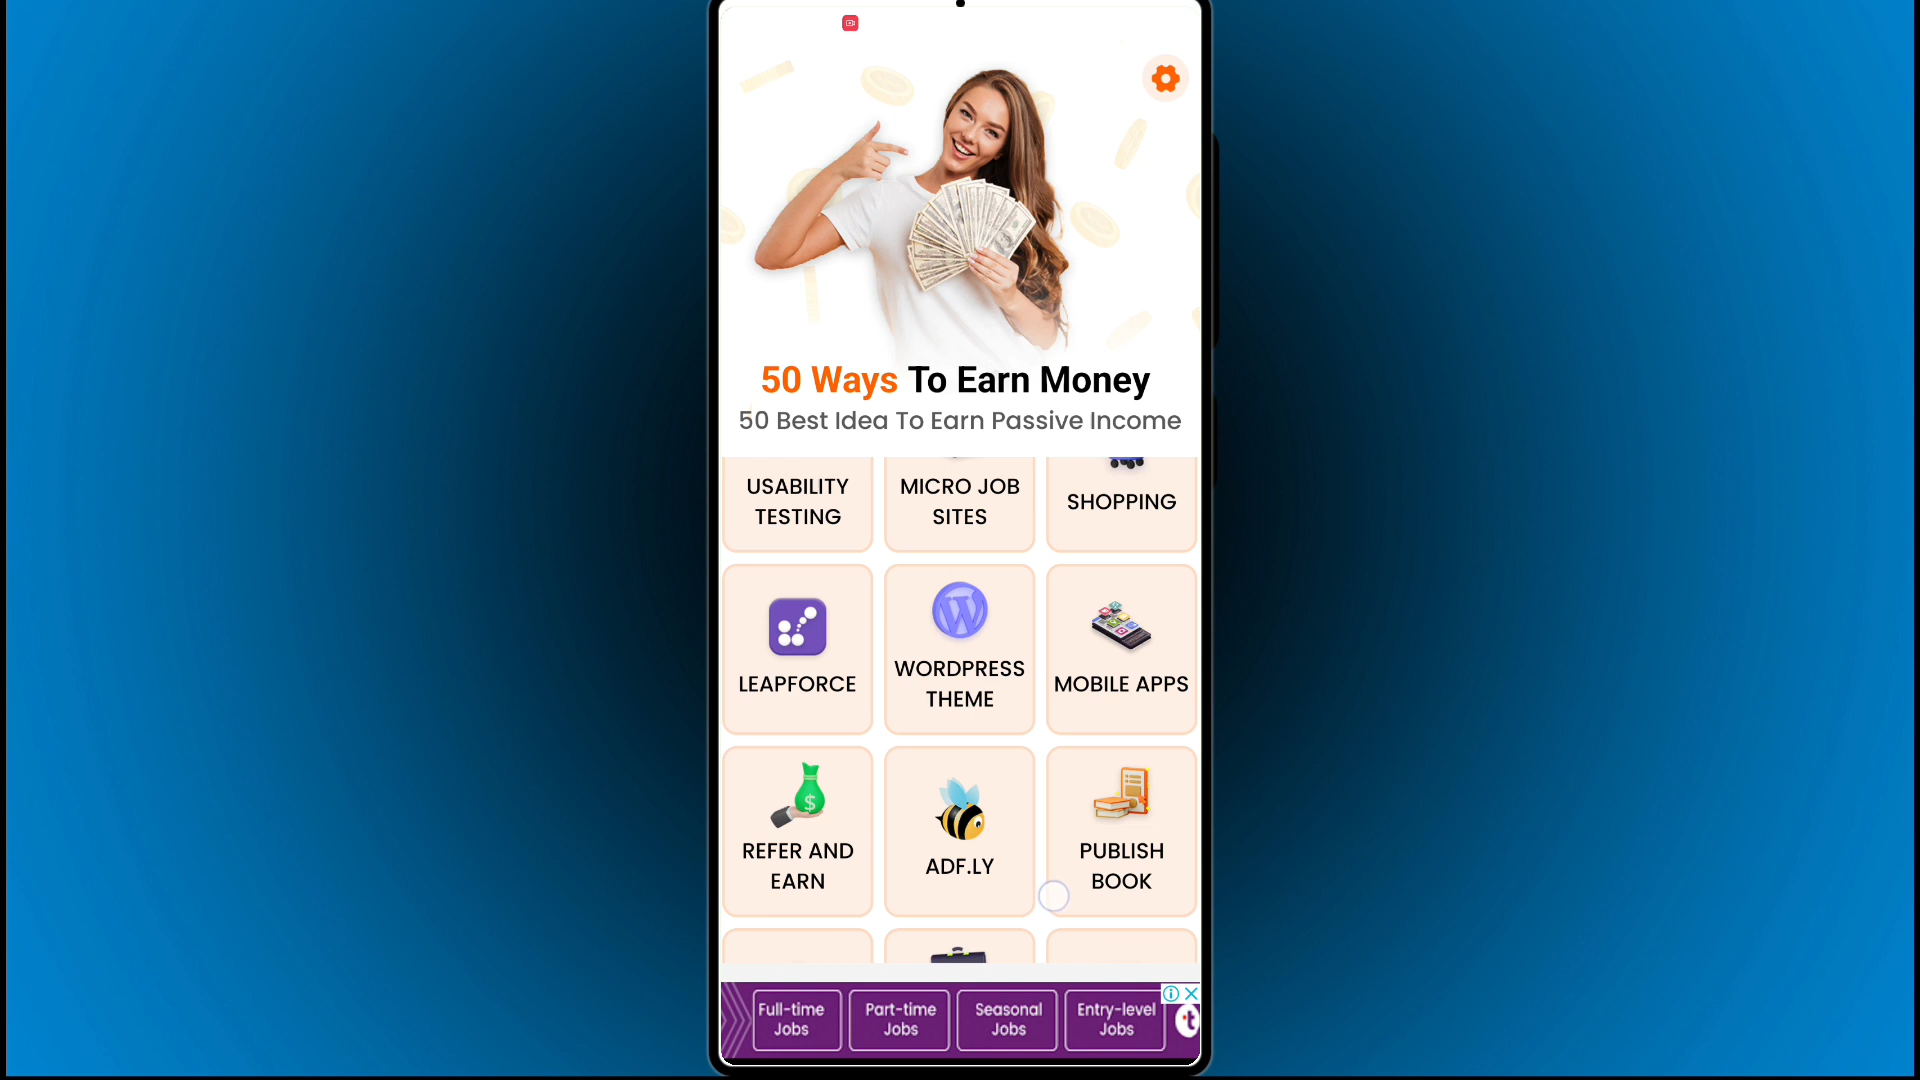 50 Ways To Earn Money
50 Best Idea To Earn Passive Income
USABILITY
TESTING
MICRO JOB
SITES
SHOPPING
LEAPFORCE
WORDPRESS
THEME
MOBILE APPS
REFER AND
EARN
ADF.LY
PUBLISH
BOOK
Full-time
Jobs
Part-time
Jobs
Seasonal
Jobs
Entry-level
Jobs
t